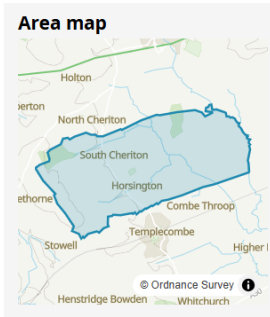 Area map
Holton
perton
North Cheriton
South Cheriton
Horsington
ethorne
Combe Throop
Templecombe
Stowell
Higher
© Ordnance Survey
Henstridge Bowden
Whitchurch